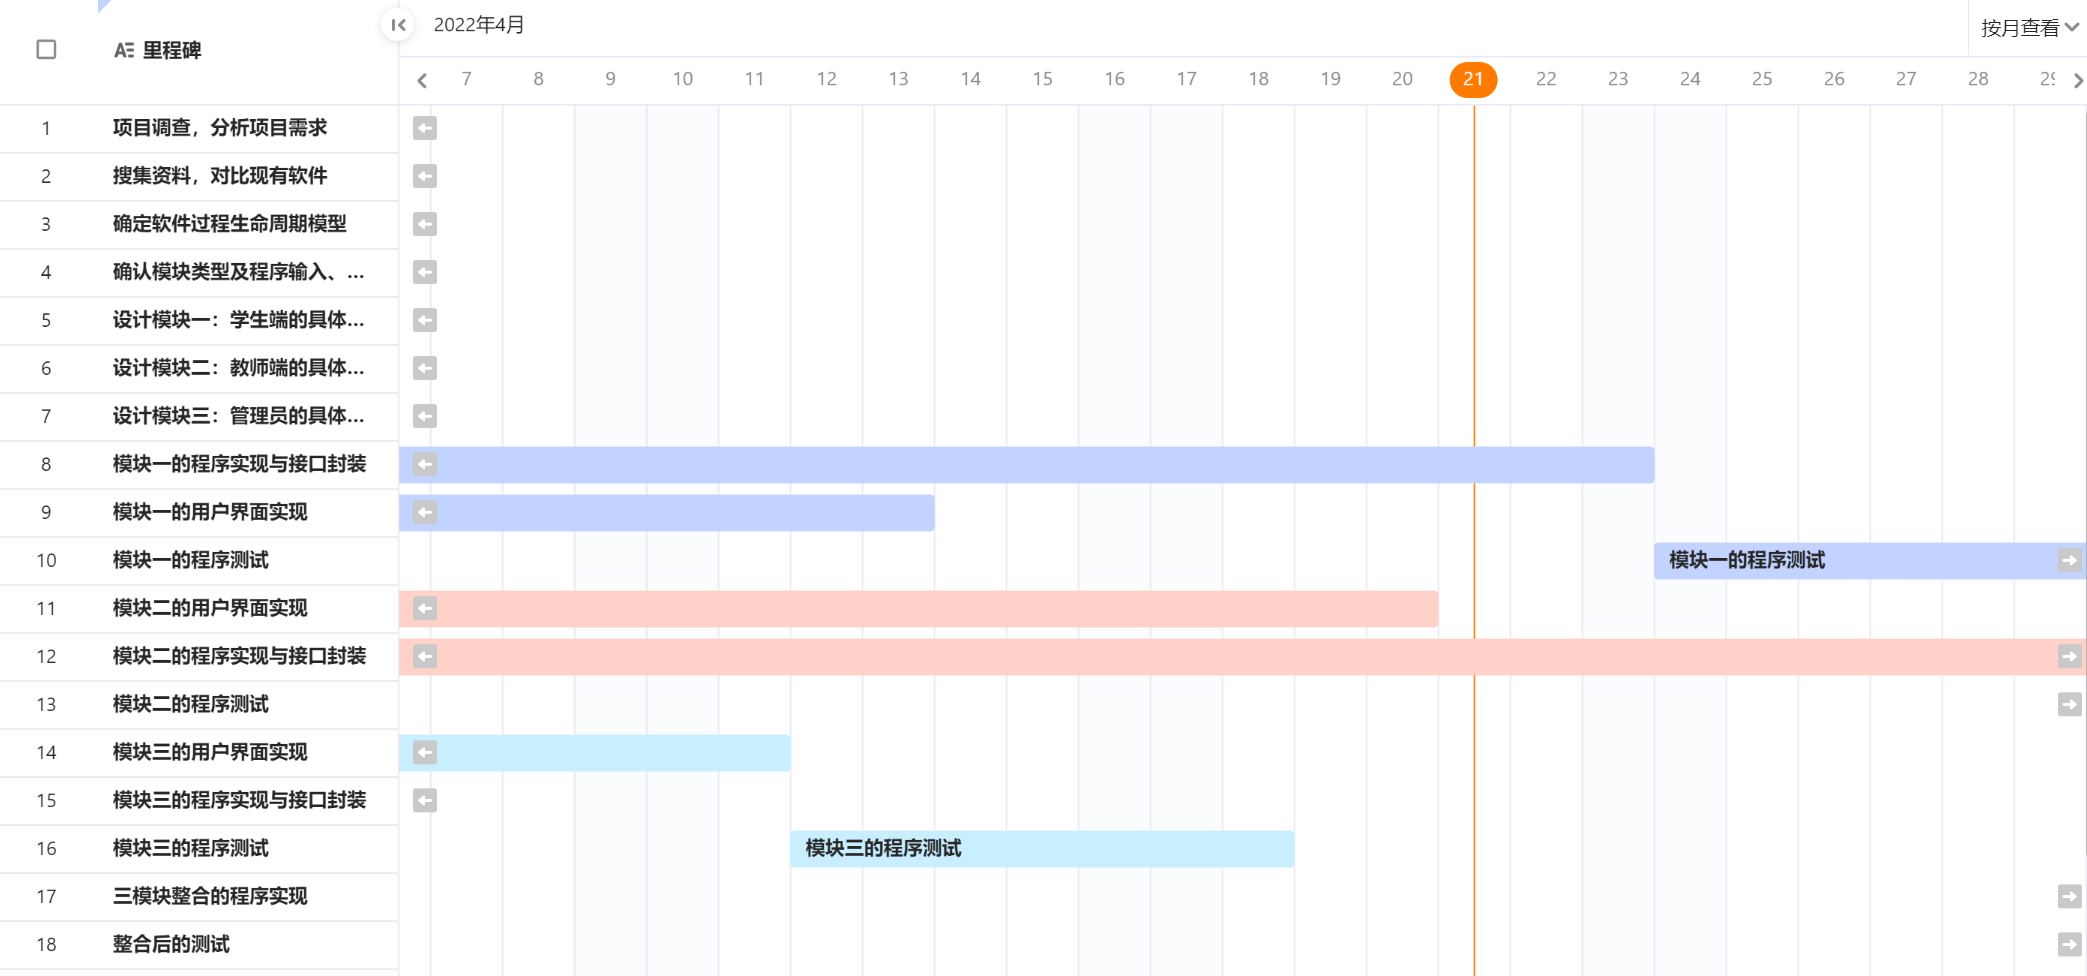 2022年4月
按月查看
里程碑
7 8 9 10 11 12 13 14 15 16 17 18 19 20 21 22 23 24 25 26 27 28 29
1 项目调查，分析项目需求
2 搜集资料，对比现有软件
3 确定软件过程生命周期模型
4 确认模块类型及程序输入、...
5 设计模块一：学生端的具体...
6 设计模块二：教师端的具体...
7 设计模块三：管理员的具体...
8 模块一的程序实现与接口封装
9 模块一的用户界面实现
10 模块一的程序测试 模块一的程序测试
11 模块二的用户界面实现
12 模块二的程序实现与接口封装
13 模块二的程序测试
14 模块三的用户界面实现
15 模块三的程序实现与接口封装
16 模块三的程序测试 模块三的程序测试
17 三模块整合的程序实现
18 整合后的测试